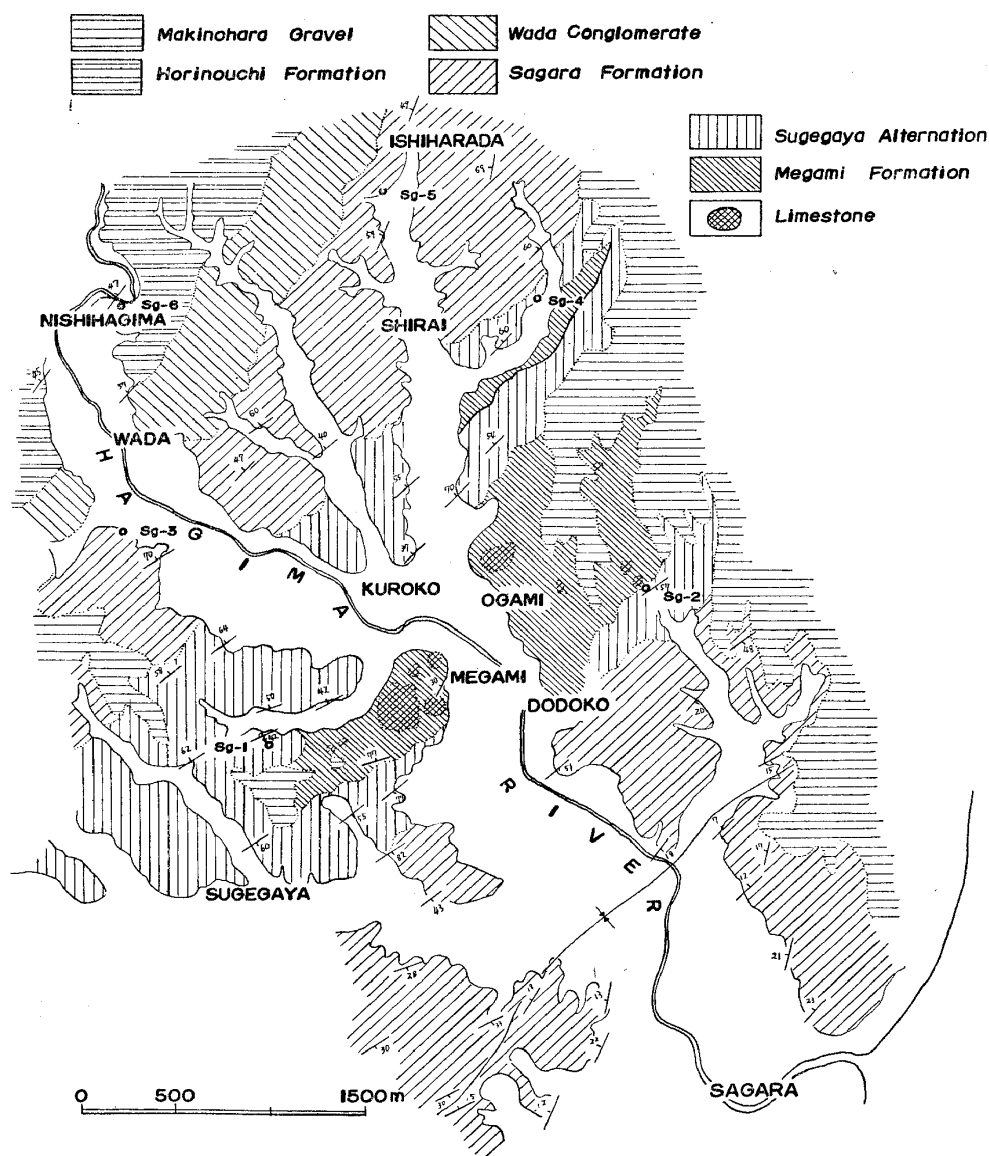 Makinohara Gravel
Wada Conglomerate
Horinouchi Formation
Sagara Formation
Sugegaya Alternation
Megami Formation
Limestone
ISHIHARADA
Sg-5
Sg-6
Sg-4
NISHIHAGIMA
SHIRAI
WADA
Sg-3
KUROKO
OGAMI
Sg-2
MEGAMI
DODOKO
Sg-1
SUGEGAYA
HAGIMA RIVER
SAGARA
0 500 1500m